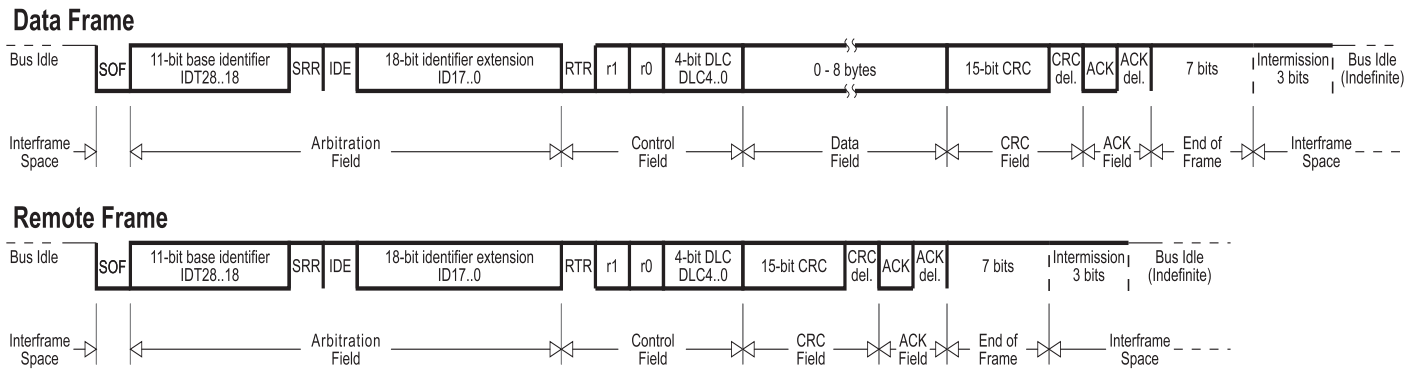 Data Frame
Bus Idle
SOF
11-bit base identifier
IDT28..18
SRR
IDE
18-bit identifier extension
ID17..0
RTR
r1
r0
4-bit DLC
DLC4..0
0 - 8 bytes
15-bit CRC
CRC
del.
ACK
ACK
del.
7 bits
Intermission
3 bits
Bus Idle
(Indefinite)
Interframe
Space
Arbitration
Field
Control
Field
Data
Field
CRC
Field
ACK
Field
End of
Frame
Interframe
Space
Remote Frame
Bus Idle
SOF
11-bit base identifier
IDT28..18
SRR
IDE
18-bit identifier extension
ID17..0
RTR
r1
r0
4-bit DLC
DLC4..0
15-bit CRC
CRC
del.
ACK
ACK
del.
7 bits
Intermission
3 bits
Bus Idle
(Indefinite)
Interframe
Space
Arbitration
Field
Control
Field
CRC
Field
ACK
Field
End of
Frame
Interframe
Space